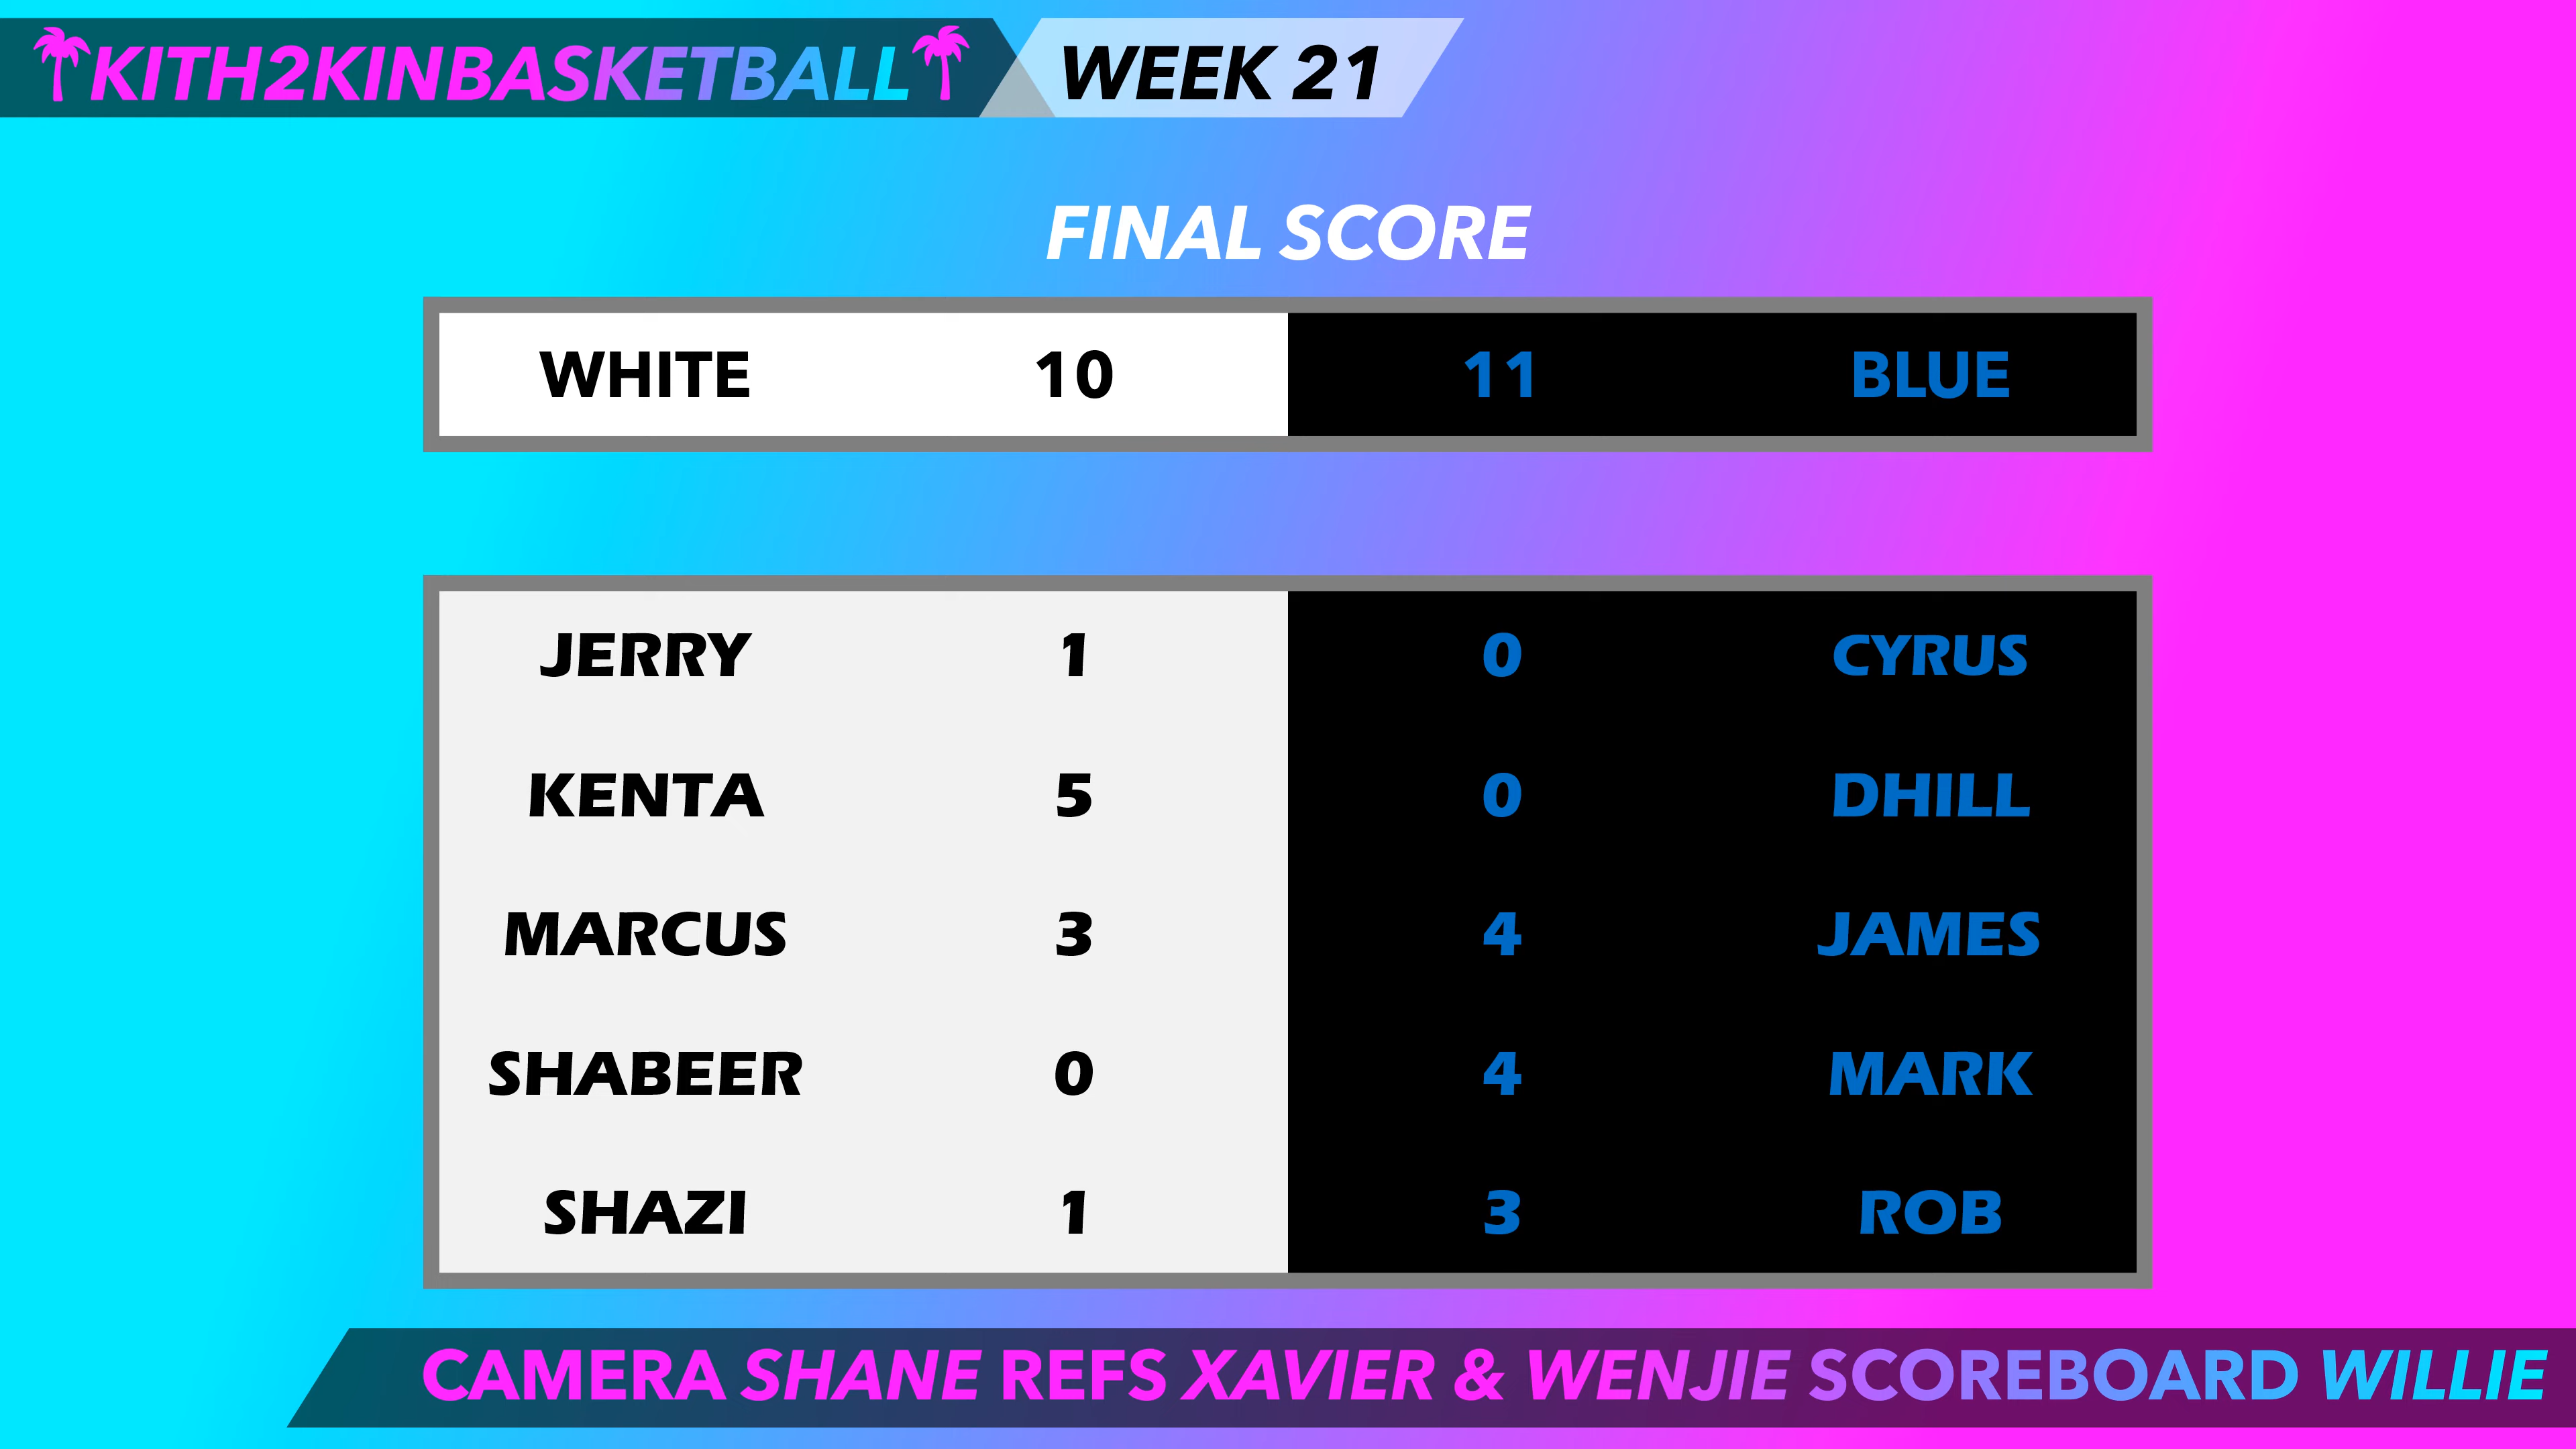 KITH2KINBASKETBALL WEEK 21
FINAL SCORE
WHITE 10 11 BLUE
JERRY 1 0 CYRUS
KENTA 5 0 DHILL
MARCUS 3 4 JAMES
SHABEER 0 4 MARK
SHAZI 1 3 ROB
CAMERA SHANE REFS XAVIER & WENJIE SCOREBOARD WILLIE